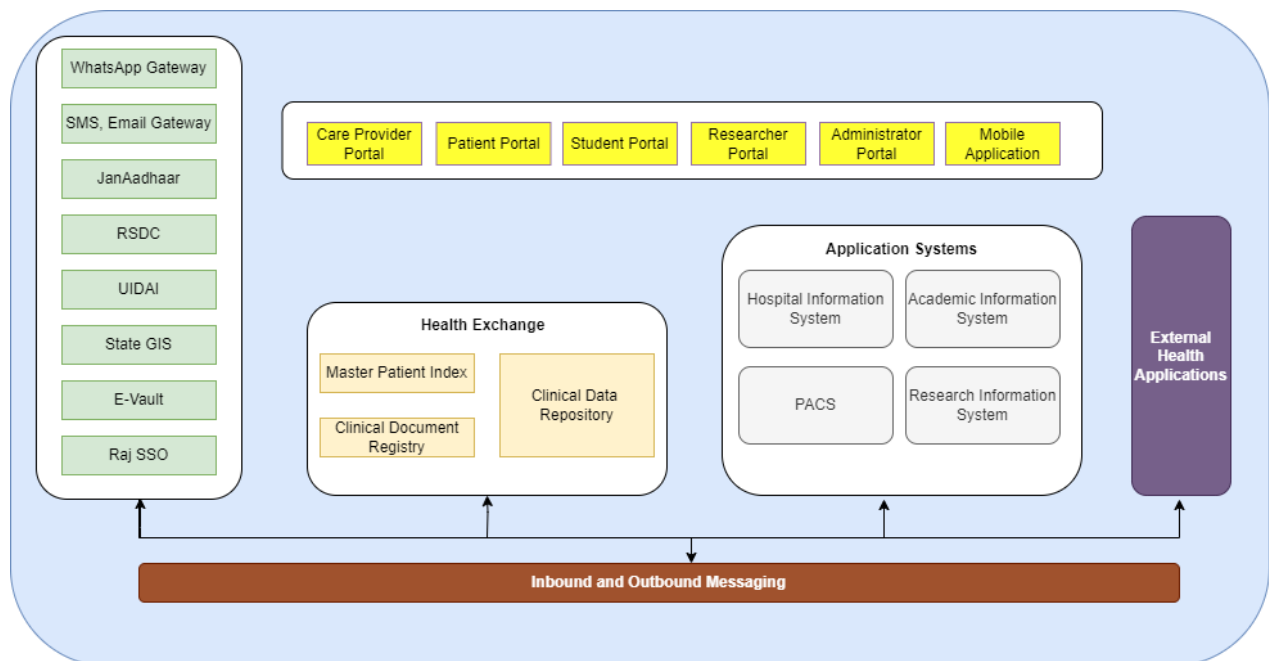 WhatsApp Gateway
SMS, Email Gateway
JanAadhaar
RSDC
UIDAI
State GIS
E-Vault
Raj SSO
Care Provider
Portal
Patient Portal
Student Portal
Researcher
Portal
Administrator
Portal
Mobile
Application
Health Exchange
Master Patient Index
Clinical Document
Registry
Clinical Data
Repository
Application Systems
Hospital Information
System
Academic Information
System
PACS
Research Information
System
External
Health
Applications
Inbound and Outbound Messaging